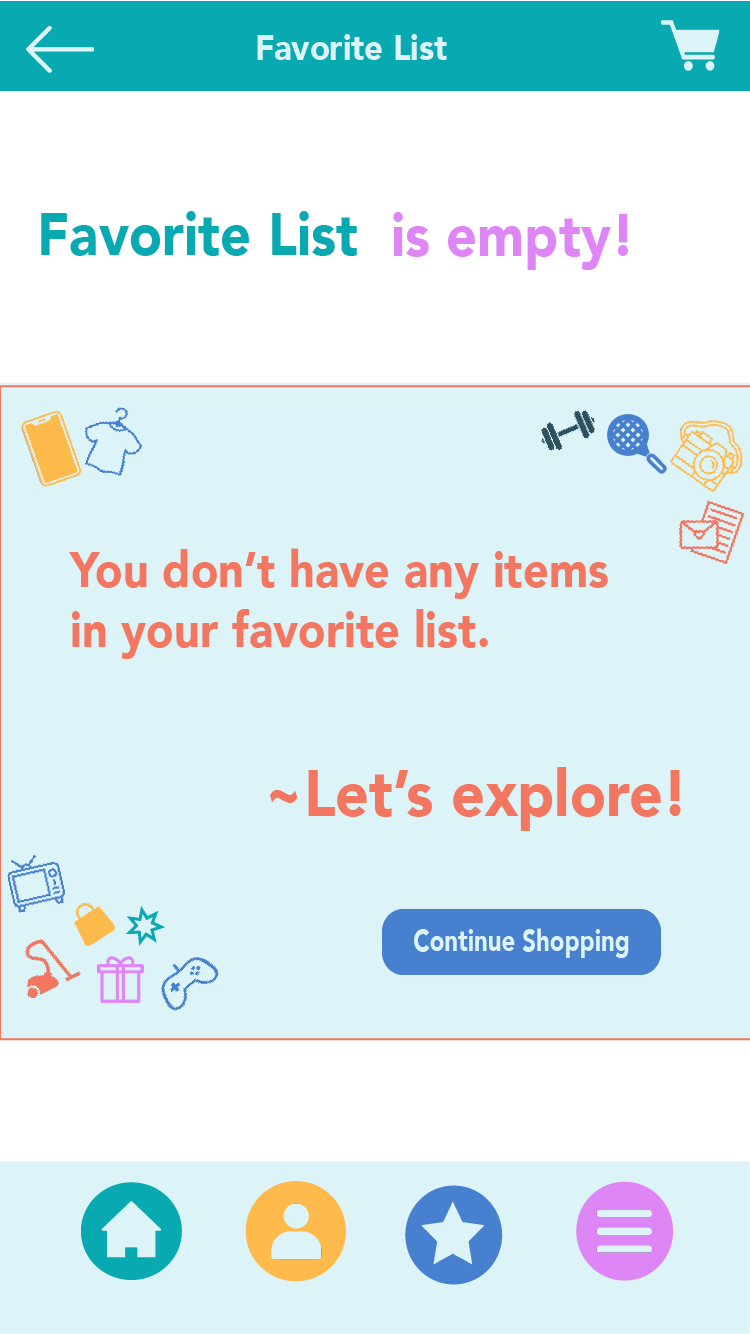 Favorite List
Favorite List is empty!
You don’t have any items
in your favorite list.
~Let’s explore!
Continue Shopping